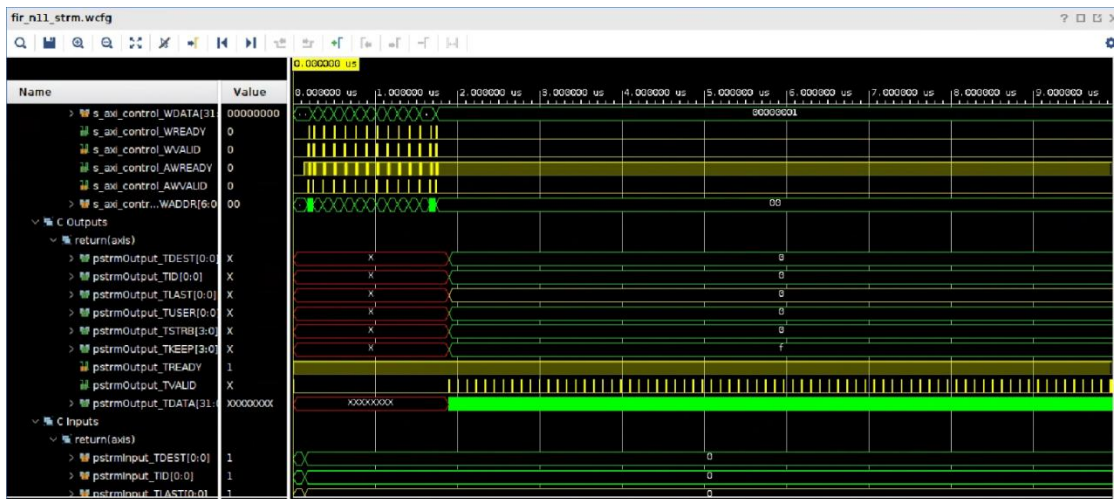 fir_n11_strm.wcfg
0.000000 us
Name Value
0.000000 us 1.000000 us 2.000000 us 3.000000 us 4.000000 us 5.000000 us 6.000000 us 7.000000 us 8.000000 us 9.000000 us
s_axi_control_WDATA[31: 00000000 00000001
s_axi_control_WREADY 0
s_axi_control_WVALID 0
s_axi_control_AWREADY 0
s_axi_control_AWVALID 0
s_axi_contr...WADDR[6:0 00 00
C Outputs
return(axis)
pstrmOutput_TDEST[0:0] X X 0
pstrmOutput_TID[0:0] X X 0
pstrmOutput_TLAST[0:0] X X 0
pstrmOutput_TUSER[0:0 X X 0
pstrmOutput_TSTRB[3:0] X X 0
pstrmOutput_TKEEP[3:0] X X f
pstrmOutput_TREADY 1
pstrmOutput_TVALID X
pstrmOutput_TDATA[31:( XXXXXXXX XXXXXXXX
C Inputs
return(axis)
pstrmInput_TDEST[0:0] 1 0
pstrmInput_TID[0:0] 1 0
pstrmInput_TLAST[0:0] 1 0